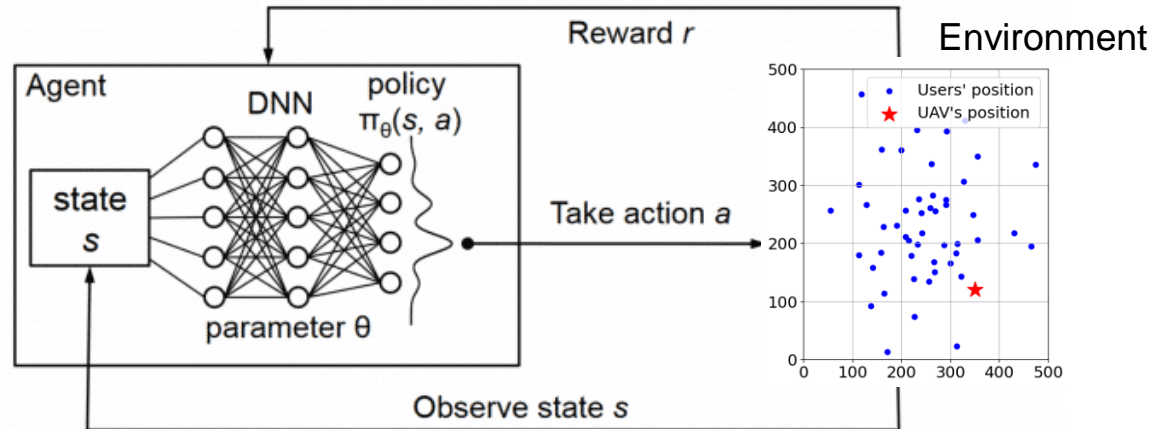 Reward r
Environment
Agent
DNN
policy
πθ(s, a)
state
s
parameter θ
Take action a
Observe state s
Users' position
UAV's position
500
400
300
200
100
0
0 100 200 300 400 500